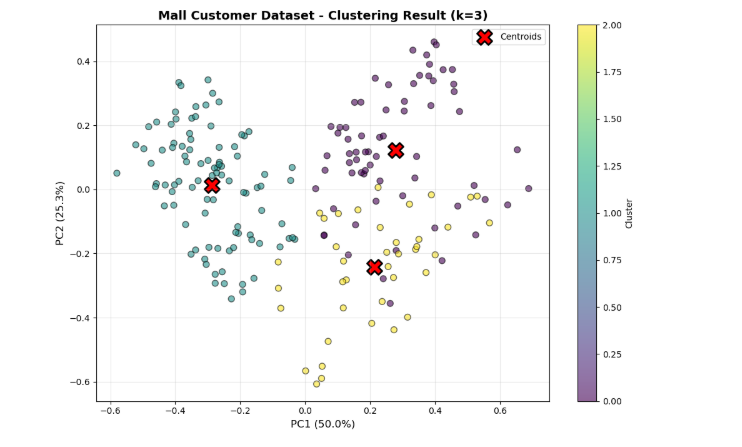 Mall Customer Dataset - Clustering Result (k=3)
Centroids
0.4
0.2
0.0
−0.2
−0.4
−0.6
PC2 (25.3%)
−0.6 −0.4 −0.2 0.0 0.2 0.4 0.6
PC1 (50.0%)
2.00
1.75
1.50
1.25
1.00
0.75
0.50
0.25
0.00
Cluster